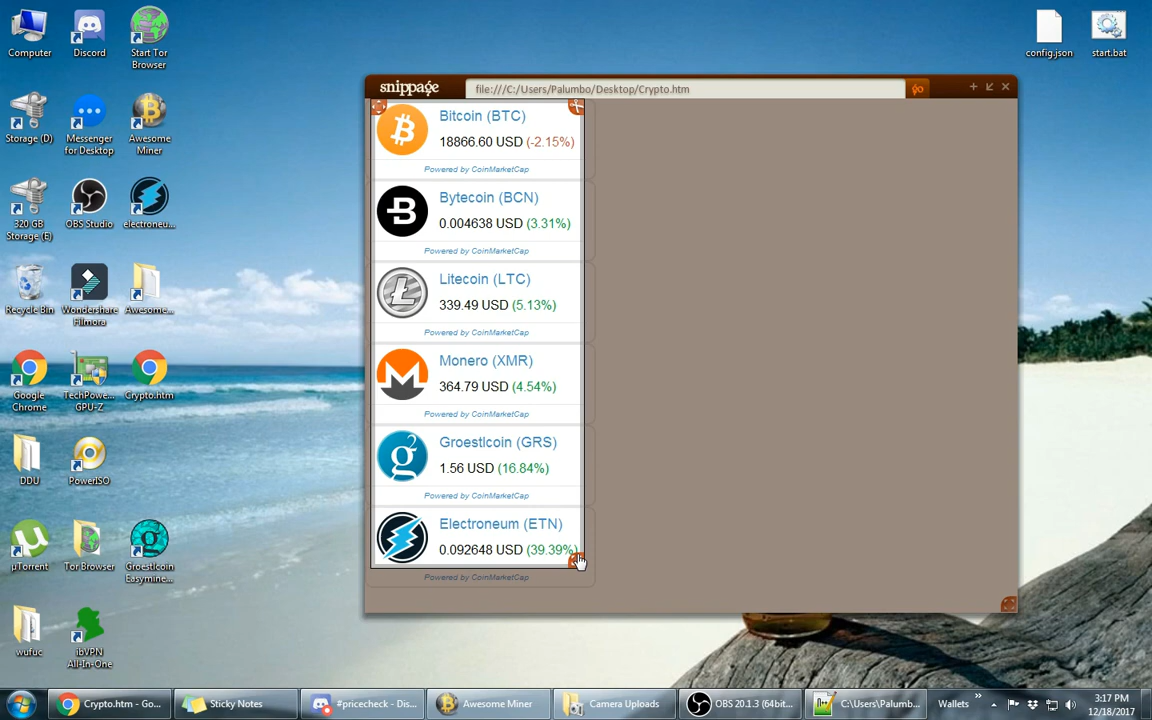 Computer
Discord
Start Tor
Browser
Storage (D)
Messenger
for Desktop
Awesome
Miner
320 GB
Storage (E)
OBS Studio
electroneu...
Recycle Bin
Wondershare
Filmora
Awesome...
Google
Chrome
TechPowe...
GPU-Z
Crypto.htm
DDU
PowerISO
µTorrent
Tor Browser
Groestlcoin
Easymine...
wufuc
ibVPN
All-In-One
config.json
start.bat
snippage
file:///C:/Users/Palumbo/Desktop/Crypto.htm
go
Bitcoin (BTC)
18866.60 USD (-2.15%)
Powered by CoinMarketCap
Bytecoin (BCN)
0.004638 USD (3.31%)
Powered by CoinMarketCap
Litecoin (LTC)
339.49 USD (5.13%)
Powered by CoinMarketCap
Monero (XMR)
364.79 USD (4.54%)
Powered by CoinMarketCap
Groestlcoin (GRS)
1.56 USD (16.84%)
Powered by CoinMarketCap
Electroneum (ETN)
0.092648 USD (39.39%)
Powered by CoinMarketCap
Crypto.htm - Go...
Sticky Notes
#pricecheck - Dis...
Awesome Miner
Camera Uploads
OBS 20.1.3 (64bit...
C:\Users\Palumb...
Wallets
3:17 PM
12/18/2017